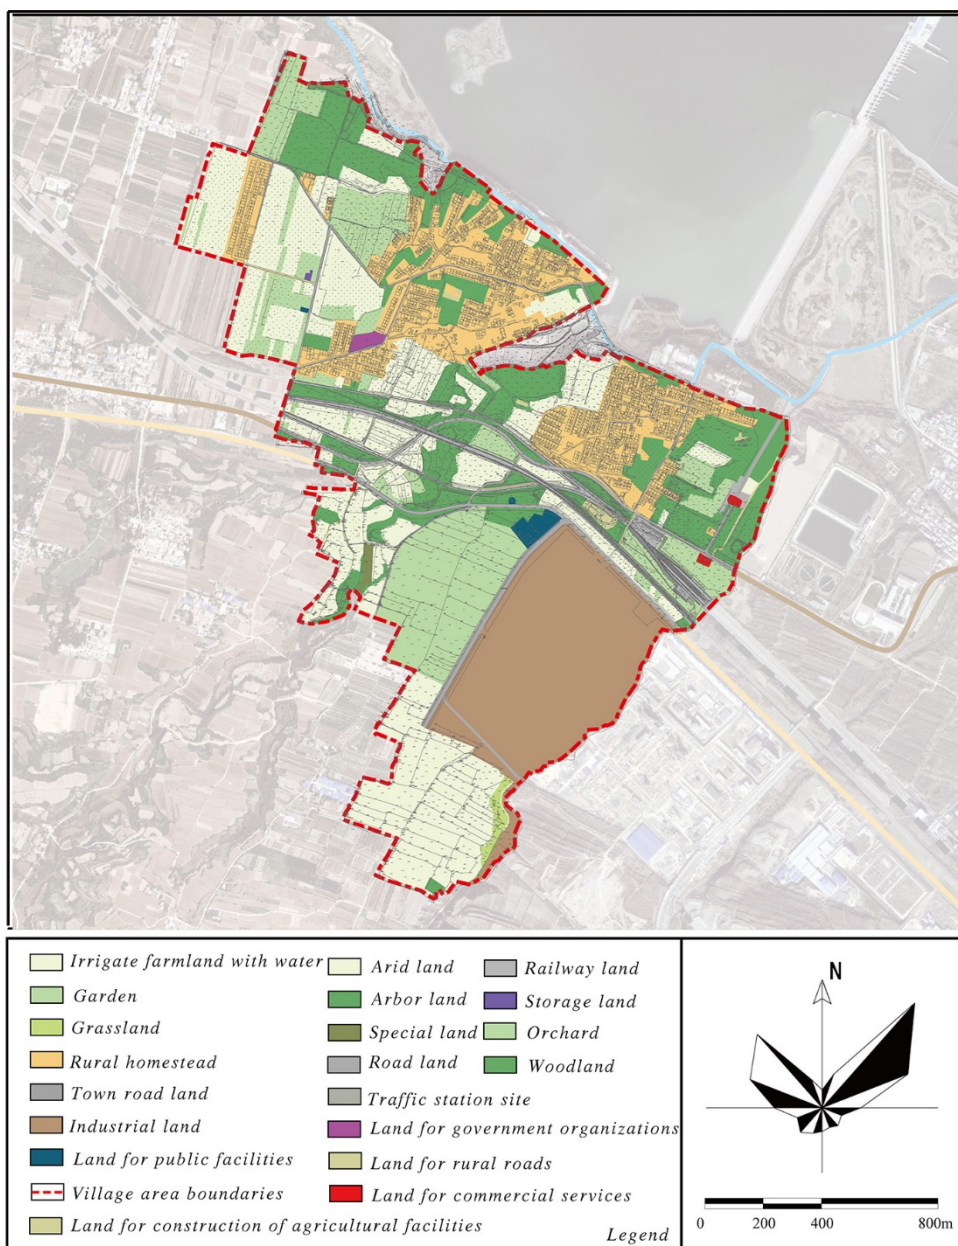 Irrigate farmland with water
Arid land
Railway land
Garden
Arbor land
Storage land
Grassland
Special land
Orchard
Rural homestead
Road land
Woodland
Town road land
Traffic station site
Industrial land
Land for government organizations
Land for public facilities
Land for rural roads
Village area boundaries
Land for commercial services
Land for construction of agricultural facilities
Legend
N
0 200 400 800m